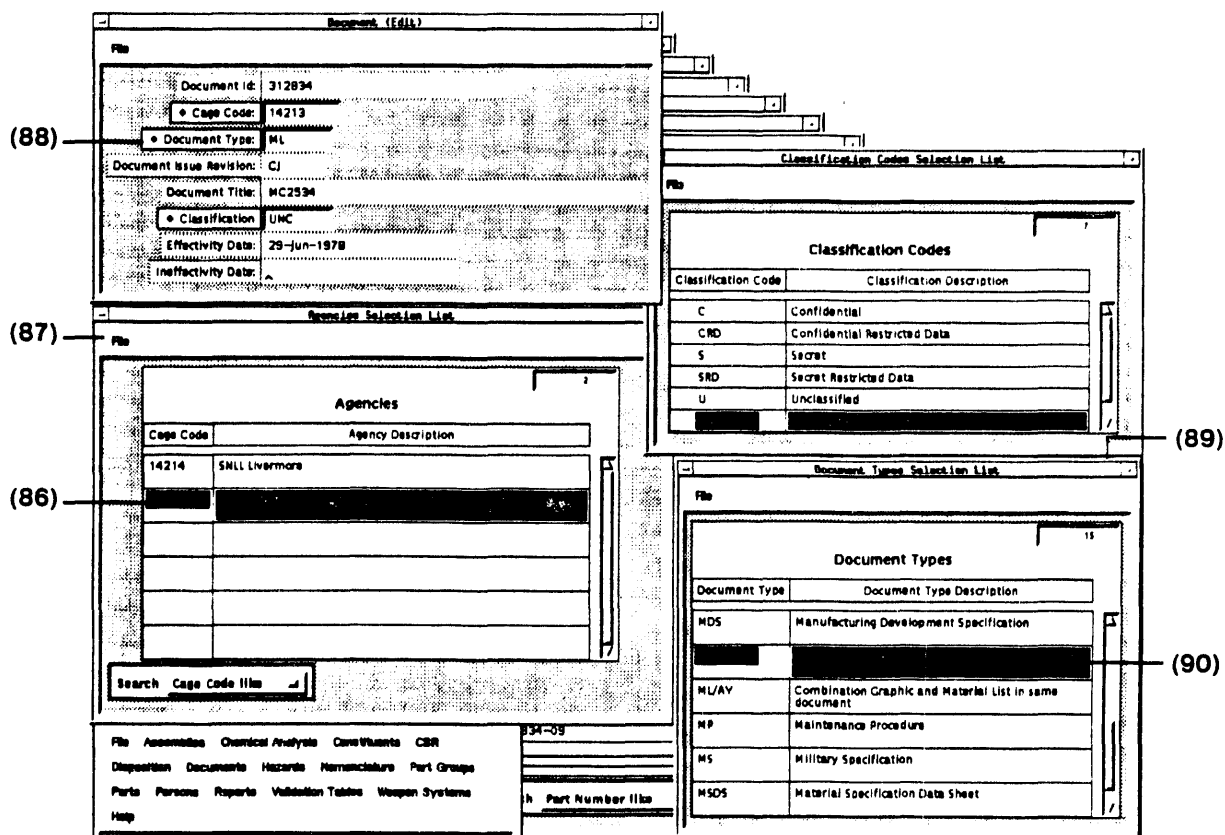 Document (Edit)
File
Document Id: 312834
◆ Cage Code: 14213
(88)
◆ Document Type: ML
Document Issue Revision: CJ
Document Title: MC2534
◆ Classification UNC
Effectivity Date: 29-Jun-1978
Ineffectivity Date:
Classification Codes Selection List
File
7
Classification Codes
Classification Code Classification Description
C Confidential
CRD Confidential Restricted Data
S Secret
SRD Secret Restricted Data
U Unclassified
(89)
(87)
Agencies Selection List
File
2
Agencies
Cage Code Agency Description
14214 SNLL Livermore
(86)
Search Cage Code like
Document Types Selection List
File
15
Document Types
Document Type Document Type Description
MDS Manufacturing Development Specification
(90)
ML/AY Combination Graphic and Material List in same
document
MP Maintenance Procedure
MS Military Specification
MSDS Material Specification Data Sheet
834-09
h Part Number like
File Assemblies Chemical Analysis Constituents CSR
Disposition Documents Hazards Nomenclature Part Groups
Parts Persons Reports Validation Tables Weapon Systems
Help